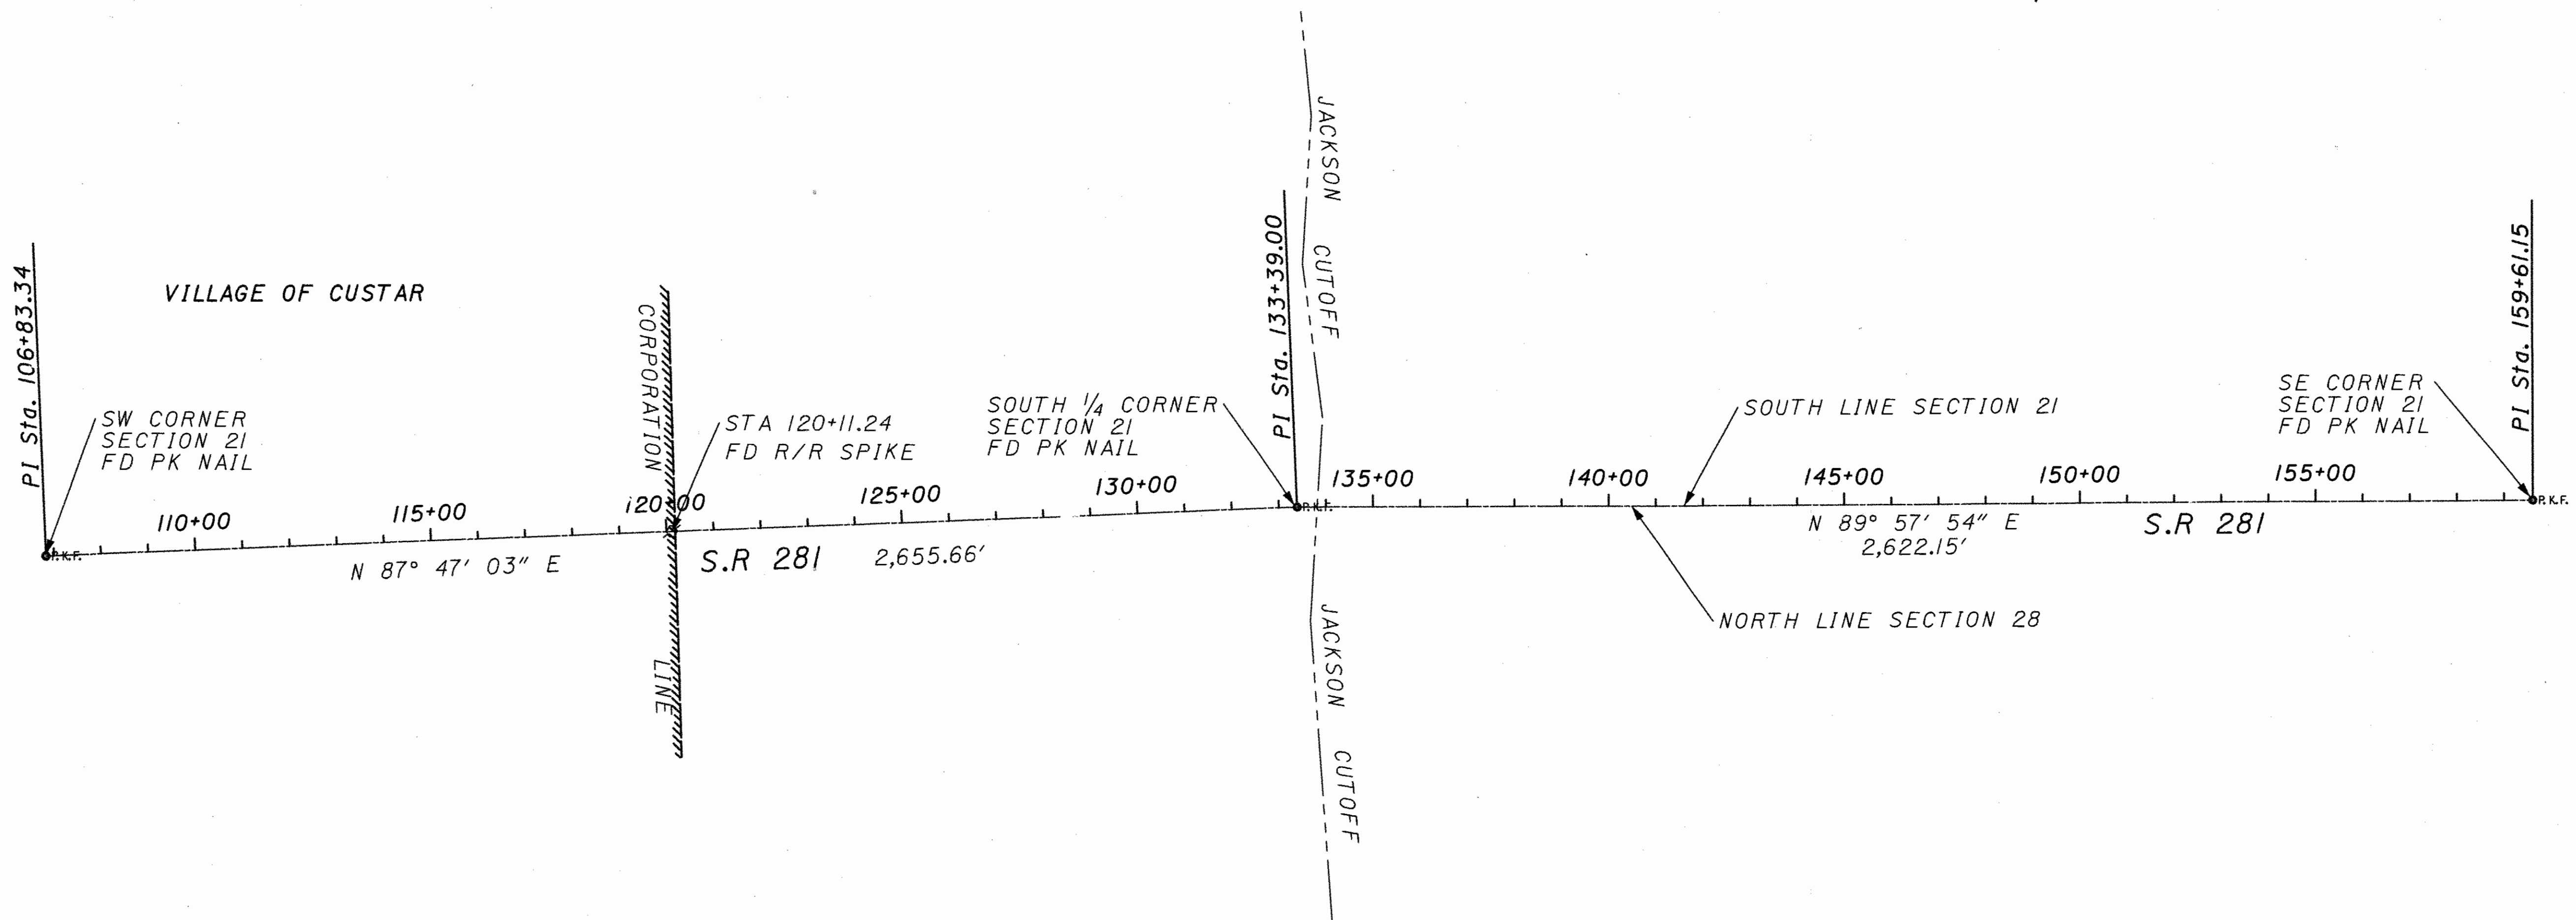 PI Sta. 106+83.34
VILLAGE OF CUSTAR
SW CORNER
SECTION 21
FD PK NAIL
P.K.F.
110+00
115+00
120+00
125+00
130+00
135+00
140+00
145+00
150+00
155+00
N 87° 47' 03" E
CORPORATION
LINE
STA 120+11.24
FD R/R SPIKE
S.R 281
2,655.66'
SOUTH 1/4 CORNER
SECTION 21
FD PK NAIL
PI Sta. 133+39.00
P.K.F.
JACKSON CUTOFF
JACKSON CUTOFF
SOUTH LINE SECTION 21
N 89° 57' 54" E
2,622.15'
S.R 281
NORTH LINE SECTION 28
SE CORNER
SECTION 21
FD PK NAIL
PI Sta. 159+61.15
P.K.F.